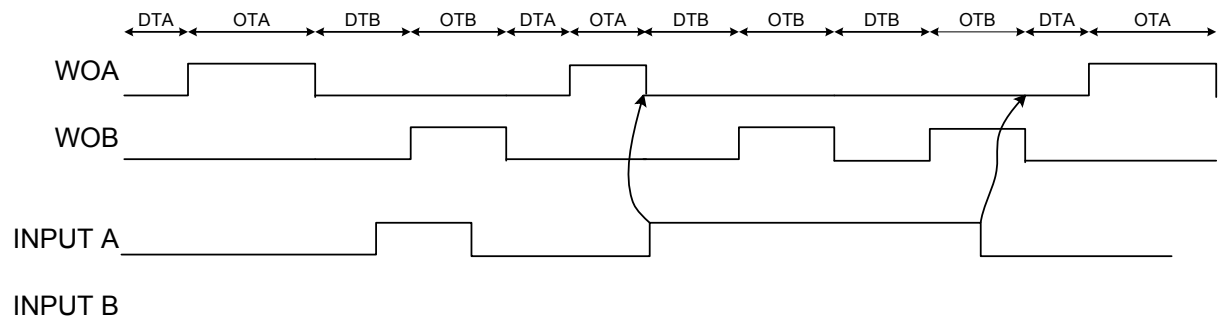 DTA OTA DTB OTB DTA OTA DTB OTB DTB OTB DTA OTA
WOA
WOB
INPUT A
INPUT B